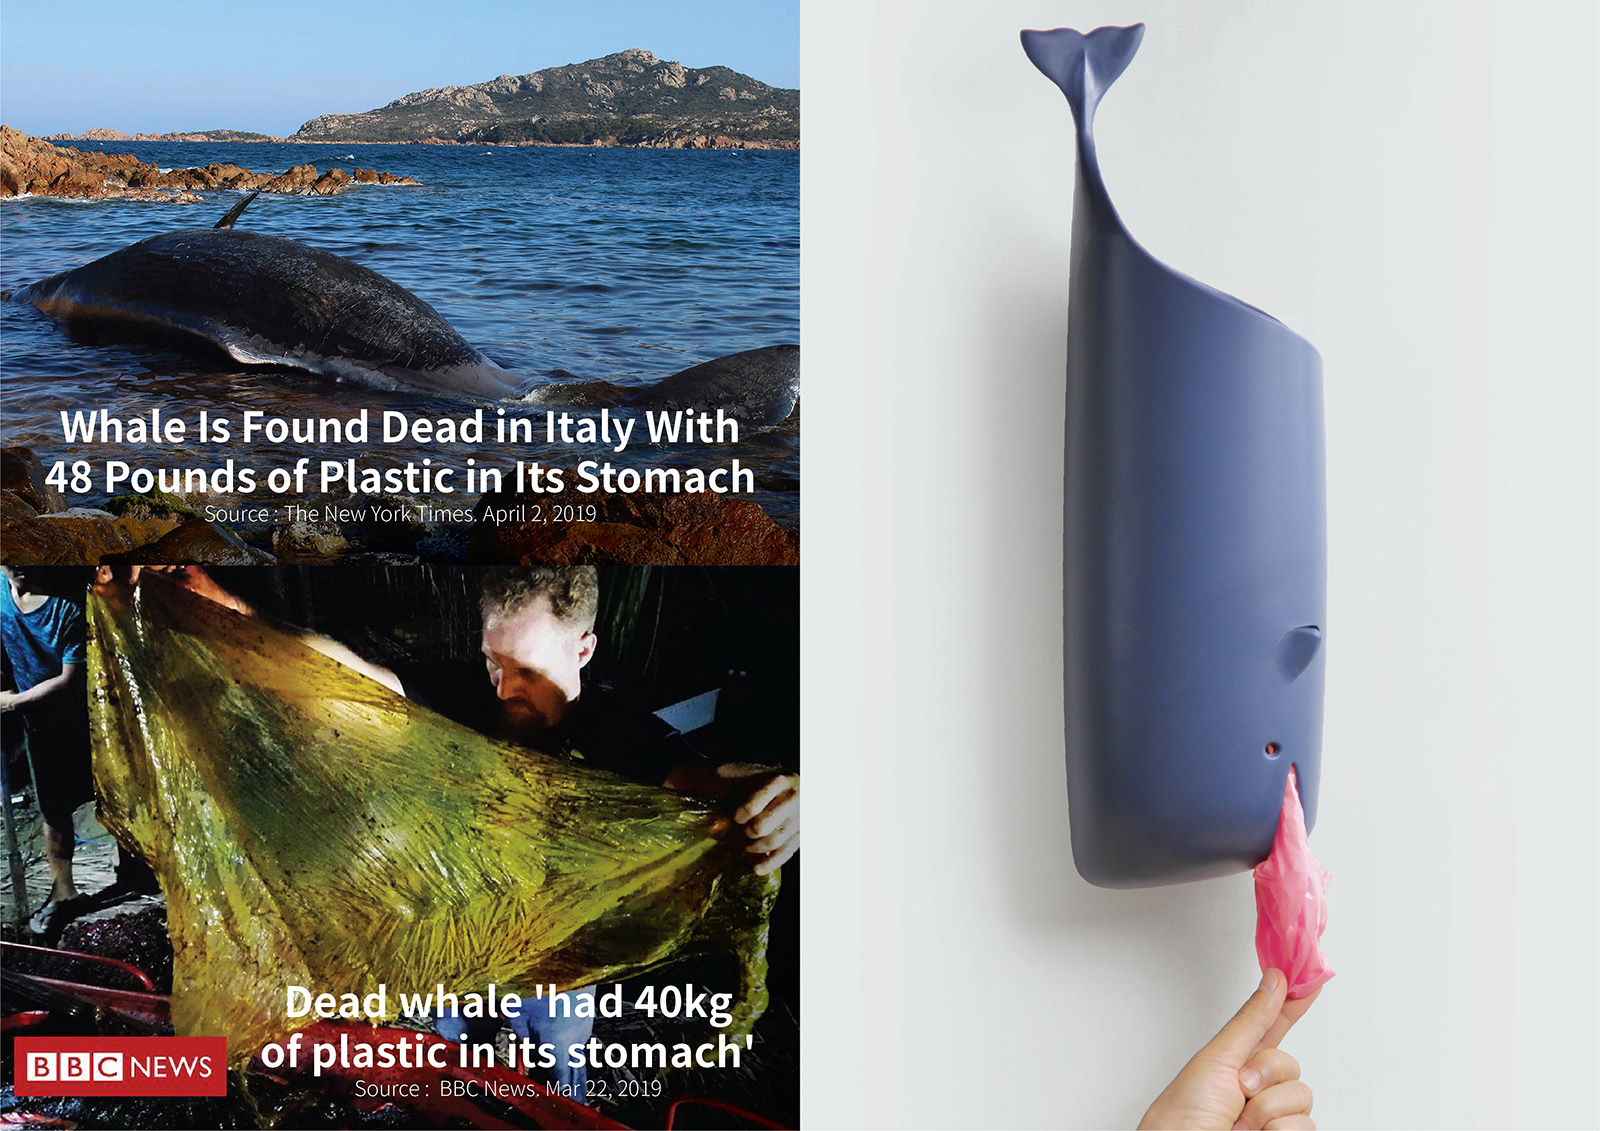 Whale Is Found Dead in Italy With
48 Pounds of Plastic in Its Stomach
Source : The New York Times. April 2, 2019
Dead whale 'had 40kg
of plastic in its stomach'
Source : BBC News. Mar 22, 2019
BBC NEWS